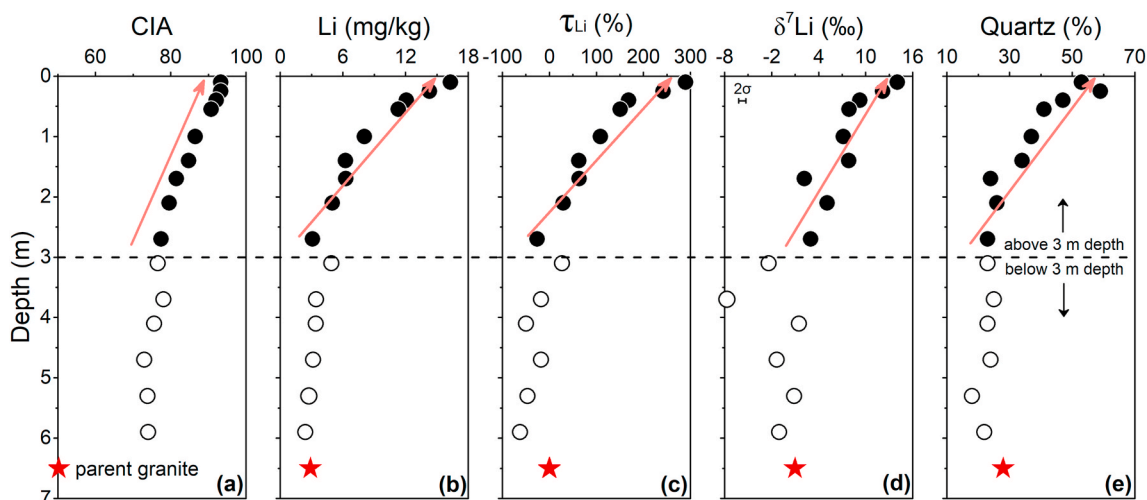 CIA
Li (mg/kg)
τLi (%)
δ⁷Li (‰)
Quartz (%)
60 80 100
0 6 12 18
-100 0 100 200 300
-8 -2 4 10 16
10 30 50 70
Depth (m)
0
1
2
3
4
5
6
7
2σ
above 3 m depth
below 3 m depth
parent granite
(a)
(b)
(c)
(d)
(e)